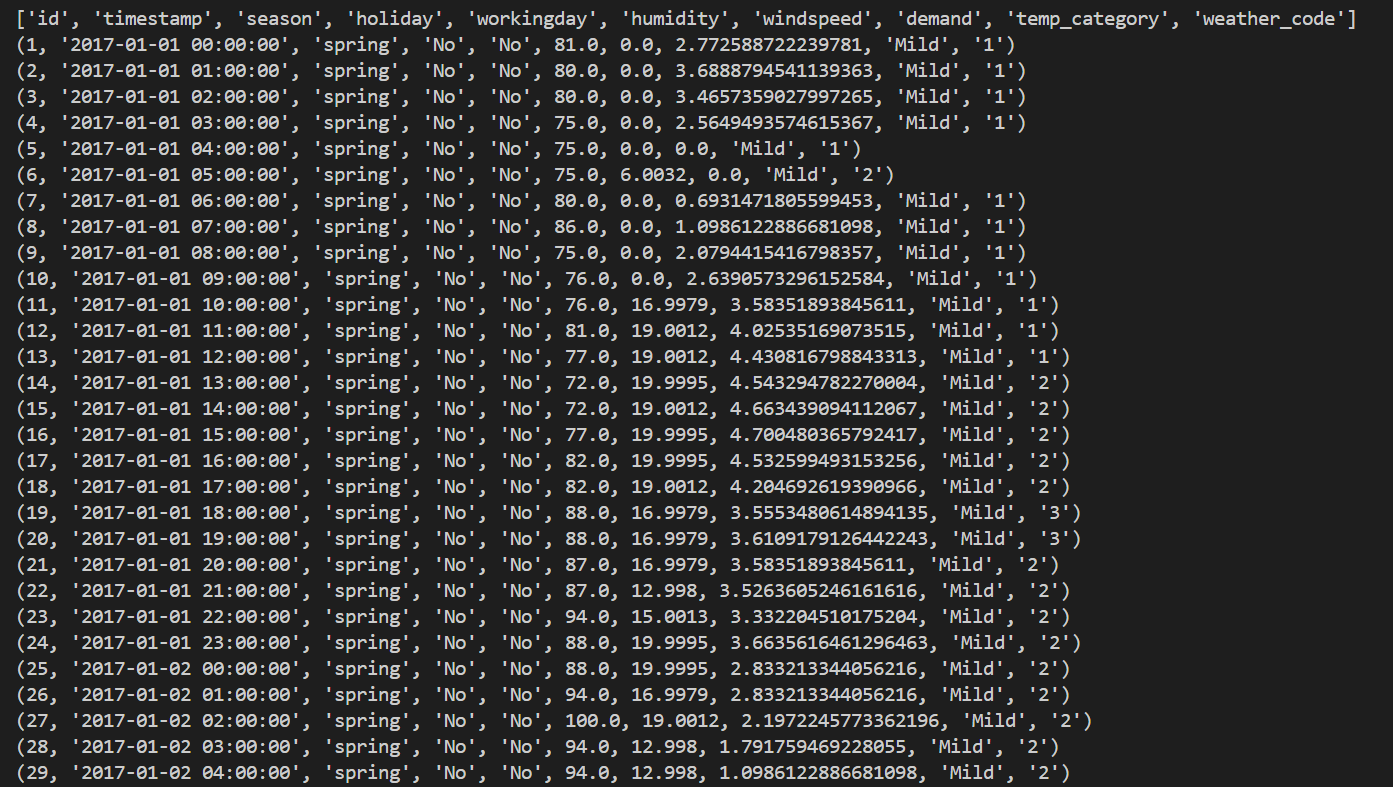 ['id', 'timestamp', 'season', 'holiday', 'workingday', 'humidity', 'windspeed', 'demand', 'temp_category', 'weather_code']
(1, '2017-01-01 00:00:00', 'spring', 'No', 'No', 81.0, 0.0, 2.772588722239781, 'Mild', '1')
(2, '2017-01-01 01:00:00', 'spring', 'No', 'No', 80.0, 0.0, 3.6888794541139363, 'Mild', '1')
(3, '2017-01-01 02:00:00', 'spring', 'No', 'No', 80.0, 0.0, 3.4657359027997265, 'Mild', '1')
(4, '2017-01-01 03:00:00', 'spring', 'No', 'No', 75.0, 0.0, 2.5649493574615367, 'Mild', '1')
(5, '2017-01-01 04:00:00', 'spring', 'No', 'No', 75.0, 0.0, 0.0, 'Mild', '1')
(6, '2017-01-01 05:00:00', 'spring', 'No', 'No', 75.0, 6.0032, 0.0, 'Mild', '2')
(7, '2017-01-01 06:00:00', 'spring', 'No', 'No', 80.0, 0.0, 0.6931471805599453, 'Mild', '1')
(8, '2017-01-01 07:00:00', 'spring', 'No', 'No', 86.0, 0.0, 1.0986122886681098, 'Mild', '1')
(9, '2017-01-01 08:00:00', 'spring', 'No', 'No', 75.0, 0.0, 2.0794415416798357, 'Mild', '1')
(10, '2017-01-01 09:00:00', 'spring', 'No', 'No', 76.0, 0.0, 2.6390573296152584, 'Mild', '1')
(11, '2017-01-01 10:00:00', 'spring', 'No', 'No', 76.0, 16.9979, 3.58351893845611, 'Mild', '1')
(12, '2017-01-01 11:00:00', 'spring', 'No', 'No', 81.0, 19.0012, 4.02535169073515, 'Mild', '1')
(13, '2017-01-01 12:00:00', 'spring', 'No', 'No', 77.0, 19.0012, 4.430816798843313, 'Mild', '1')
(14, '2017-01-01 13:00:00', 'spring', 'No', 'No', 72.0, 19.9995, 4.543294782270004, 'Mild', '2')
(15, '2017-01-01 14:00:00', 'spring', 'No', 'No', 72.0, 19.0012, 4.663439094112067, 'Mild', '2')
(16, '2017-01-01 15:00:00', 'spring', 'No', 'No', 77.0, 19.9995, 4.700480365792417, 'Mild', '2')
(17, '2017-01-01 16:00:00', 'spring', 'No', 'No', 82.0, 19.9995, 4.532599493153256, 'Mild', '2')
(18, '2017-01-01 17:00:00', 'spring', 'No', 'No', 82.0, 19.0012, 4.204692619390966, 'Mild', '2')
(19, '2017-01-01 18:00:00', 'spring', 'No', 'No', 88.0, 16.9979, 3.5553480614894135, 'Mild', '3')
(20, '2017-01-01 19:00:00', 'spring', 'No', 'No', 88.0, 16.9979, 3.6109179126442243, 'Mild', '3')
(21, '2017-01-01 20:00:00', 'spring', 'No', 'No', 87.0, 16.9979, 3.58351893845611, 'Mild', '2')
(22, '2017-01-01 21:00:00', 'spring', 'No', 'No', 87.0, 12.998, 3.5263605246161616, 'Mild', '2')
(23, '2017-01-01 22:00:00', 'spring', 'No', 'No', 94.0, 15.0013, 3.332204510175204, 'Mild', '2')
(24, '2017-01-01 23:00:00', 'spring', 'No', 'No', 88.0, 19.9995, 3.6635616461296463, 'Mild', '2')
(25, '2017-01-02 00:00:00', 'spring', 'No', 'No', 88.0, 19.9995, 2.833213344056216, 'Mild', '2')
(26, '2017-01-02 01:00:00', 'spring', 'No', 'No', 94.0, 16.9979, 2.833213344056216, 'Mild', '2')
(27, '2017-01-02 02:00:00', 'spring', 'No', 'No', 100.0, 19.0012, 2.1972245773362196, 'Mild', '2')
(28, '2017-01-02 03:00:00', 'spring', 'No', 'No', 94.0, 12.998, 1.791759469228055, 'Mild', '2')
(29, '2017-01-02 04:00:00', 'spring', 'No', 'No', 94.0, 12.998, 1.0986122886681098, 'Mild', '2')